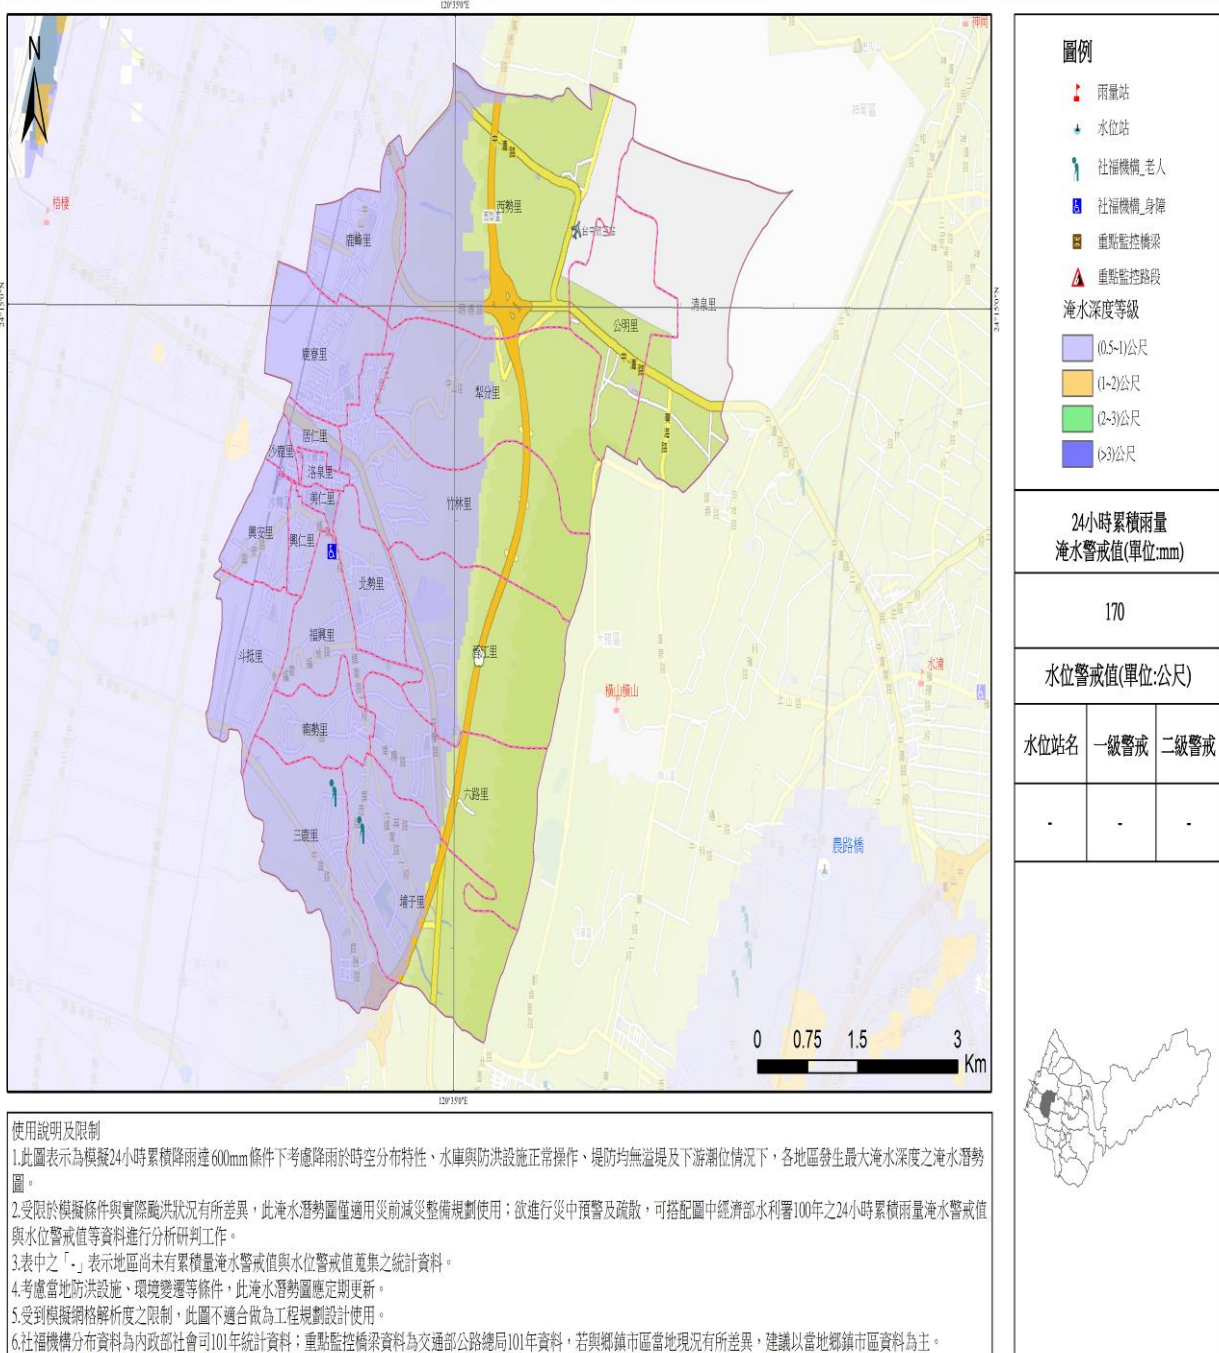 120°35'0"E
N
神岡
神岡區
梧棲
鹿峰里
西勢里
中清路
台中航空站
清泉里
公明里
24°15'0"N
24°15'0"N
鹿寮里
犁分里
中清路
居仁里
沙鹿里
洛泉里
美仁里
竹林里
興安里
興仁里
北勢里
福興里
斗抵里
晉江里
大雅區
橫山橫山
水湳
南勢里
六路里
三鹿里
農路橋
埔子里
0 0.75 1.5 3
Km
120°35'0"E
圖例
雨量站
水位站
社福機構_老人
社福機構_身障
重點監控橋梁
重點監控路段
淹水深度等級
(0.5~1)公尺
(1~2)公尺
(2~3)公尺
(>3)公尺
24小時累積雨量
淹水警戒值(單位:mm)
170
水位警戒值(單位:公尺)
水位站名 一級警戒 二級警戒
- - -
使用說明及限制
1.此圖表示為模擬24小時累積降雨達600mm條件下考慮降雨於時空分布特性、水庫與防洪設施正常操作、堤防均無溢堤及下游潮位情況下，各地區發生最大淹水深度之淹水潛勢
圖。
2.受限於模擬條件與實際颱洪狀況有所差異，此淹水潛勢圖僅適用災前減災整備規劃使用；欲進行災中預警及疏散，可搭配圖中經濟部水利署100年之24小時累積雨量淹水警戒值
與水位警戒值等資料進行分析研判工作。
3.表中之「-」表示地區尚未有累積量淹水警戒值與水位警戒值蒐集之統計資料。
4.考慮當地防洪設施、環境變遷等條件，此淹水潛勢圖應定期更新。
5.受到模擬網格解析度之限制，此圖不適合做為工程規劃設計使用。
6.社福機構分布資料為內政部社會司101年統計資料；重點監控橋梁資料為交通部公路總局101年資料，若與鄉鎮市區當地現況有所差異，建議以當地鄉鎮市區資料為主。